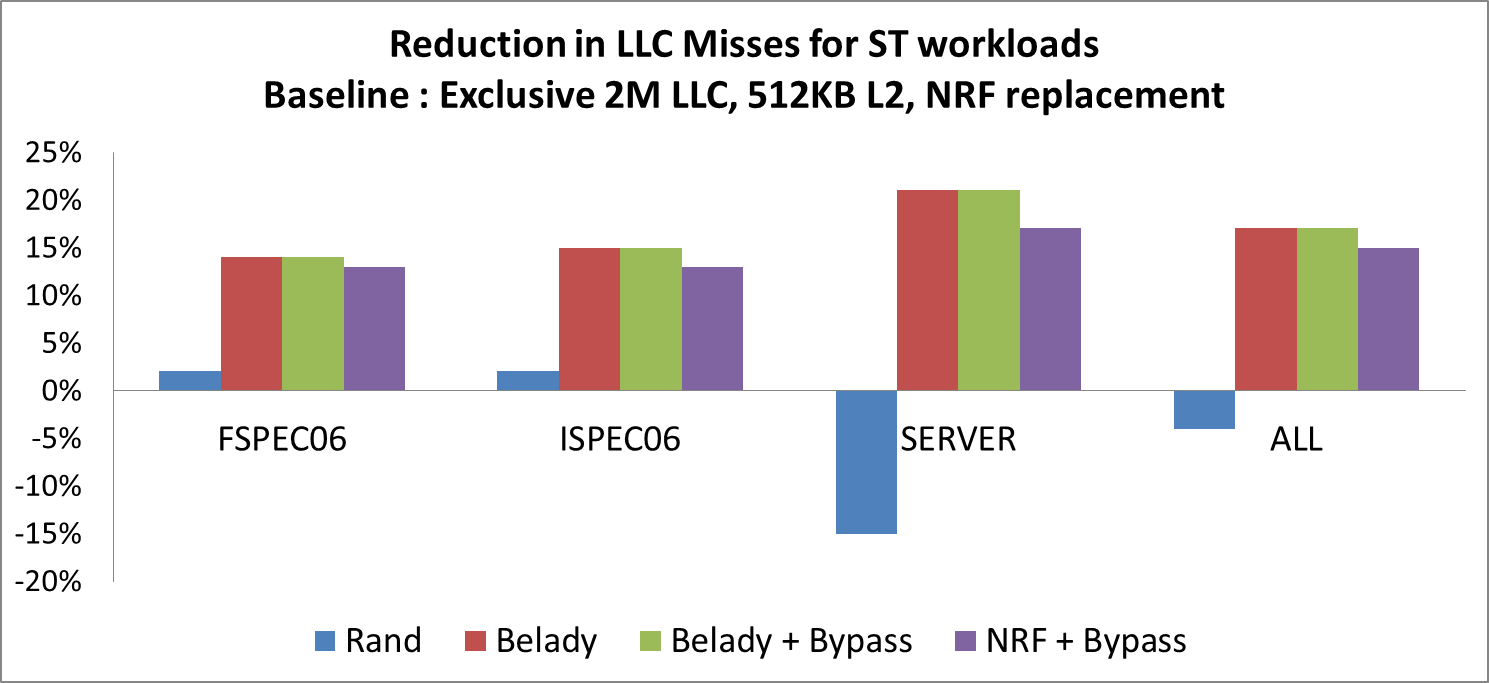 Reduction in LLC Misses for ST workloads
Baseline : Exclusive 2M LLC, 512KB L2, NRF replacement
25%
20%
15%
10%
5%
0%
-5%
-10%
-15%
-20%
FSPEC06 ISPEC06 SERVER ALL
Rand Belady Belady + Bypass NRF + Bypass